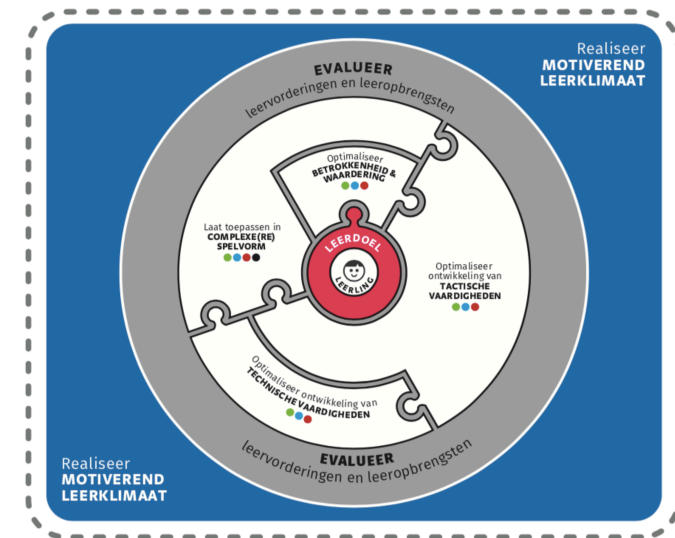 Realiseer
MOTIVEREND
LEERKLIMAAT
EVALUEER
leervorderingen en leeropbrengsten
Optimaliseer
BETROKKENHEID &
WAARDERING
Laat toepassen in
COMPLEXE(RE)
SPELVORM
LEERDOEL
LEERLING
Optimaliseer
ontwikkeling van
TACTISCHE
VAARDIGHEDEN
Optimaliseer ontwikkeling van
TECHNISCHE VAARDIGHEDEN
EVALUEER
leervorderingen en leeropbrengsten
Realiseer
MOTIVEREND
LEERKLIMAAT